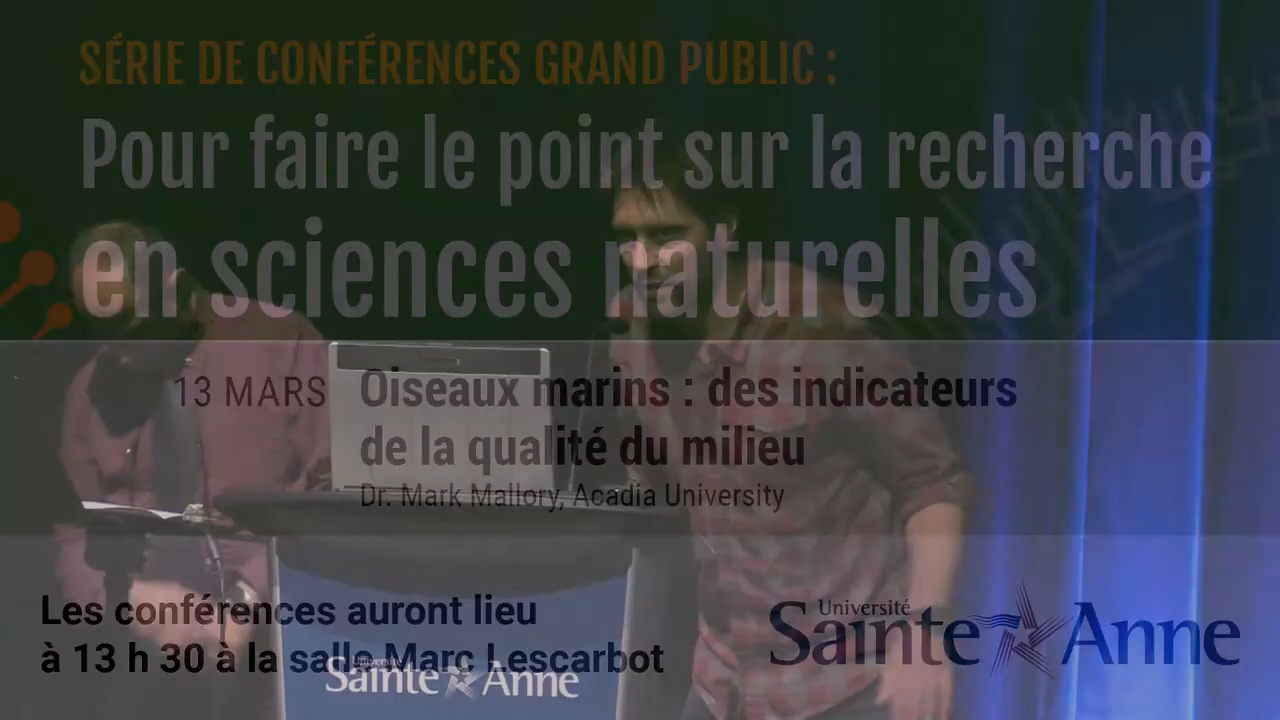 SÉRIE DE CONFÉRENCES GRAND PUBLIC :
Pour faire le point sur la recherche
en sciences naturelles
13 MARS
Oiseaux marins : des indicateurs
de la qualité du milieu
Dr. Mark Mallory, Acadia University
Les conférences auront lieu
à 13 h 30 à la salle Marc Lescarbot
Université
Sainte Anne
Université
Sainte Anne